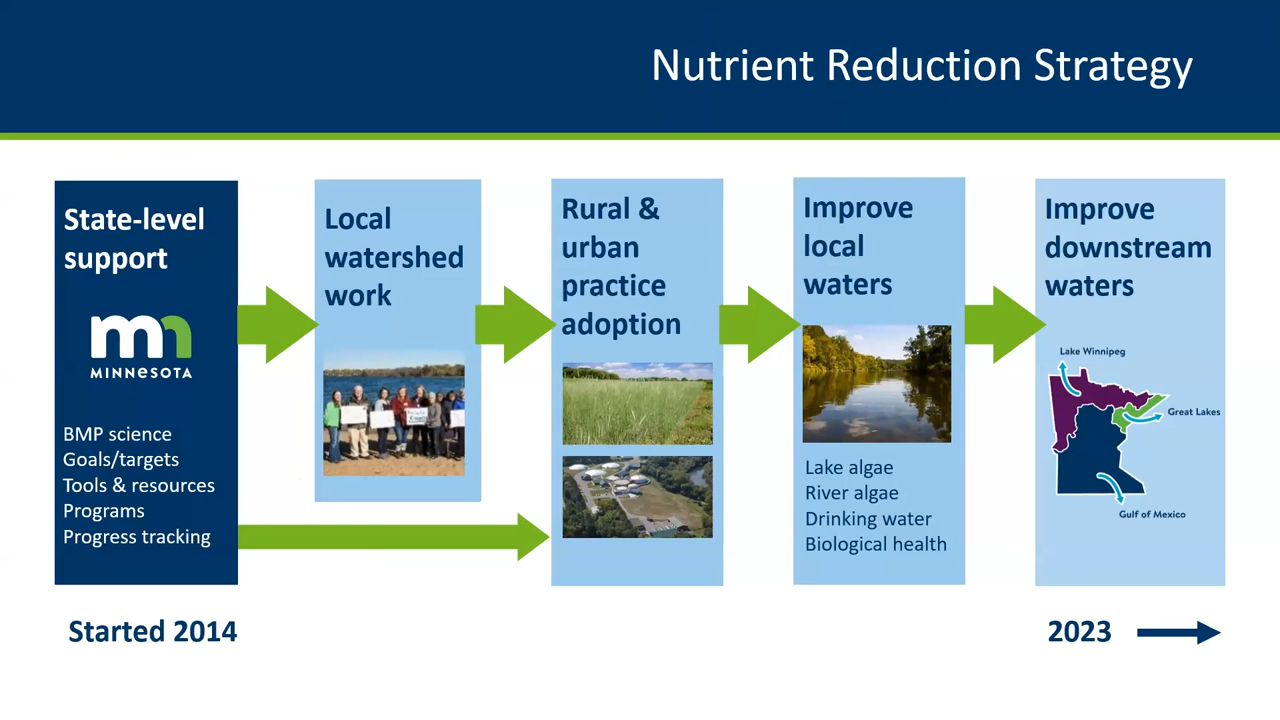 Nutrient Reduction Strategy
State-level
support
mn
MINNESOTA
BMP science
Goals/targets
Tools & resources
Programs
Progress tracking
Local
watershed
work
Rural &
urban
practice
adoption
Improve
local
waters
Lake algae
River algae
Drinking water
Biological health
Improve
downstream
waters
Lake Winnipeg
Great Lakes
Gulf of Mexico
Started 2014
2023